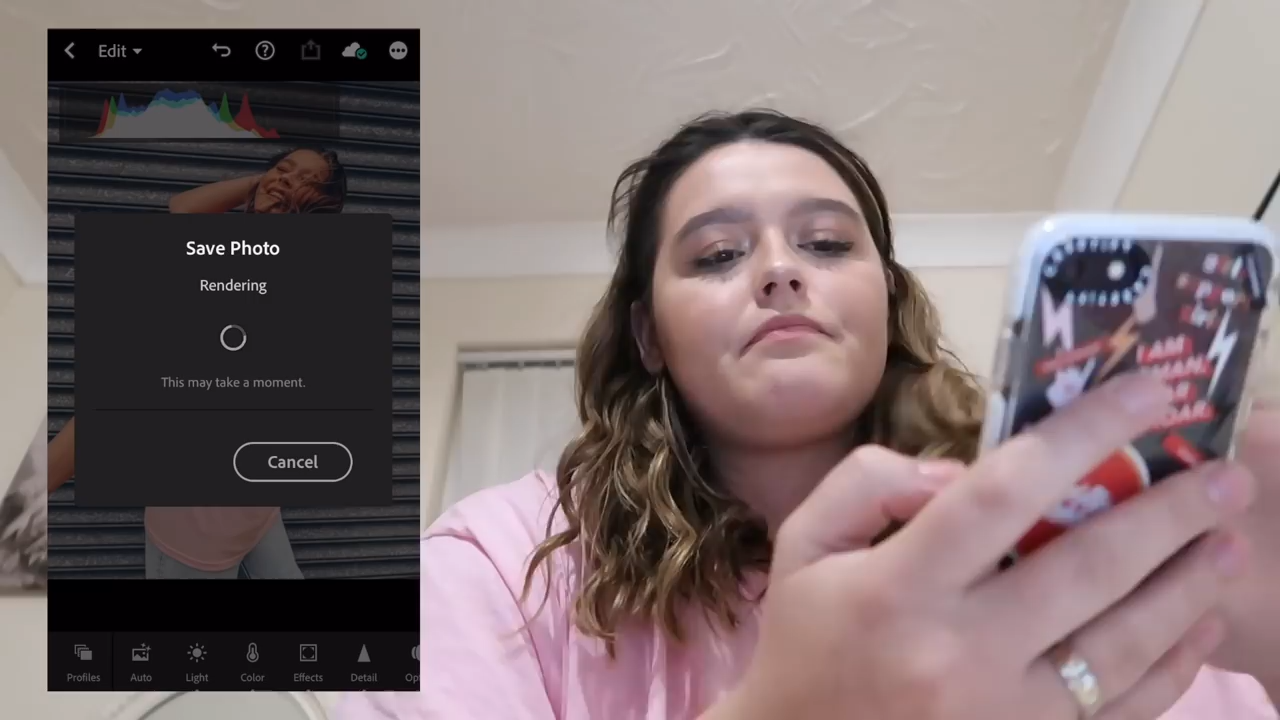 Edit
Save Photo
Rendering
This may take a moment.
Cancel
Profiles
Auto
Light
Color
Effects
Detail
I AM